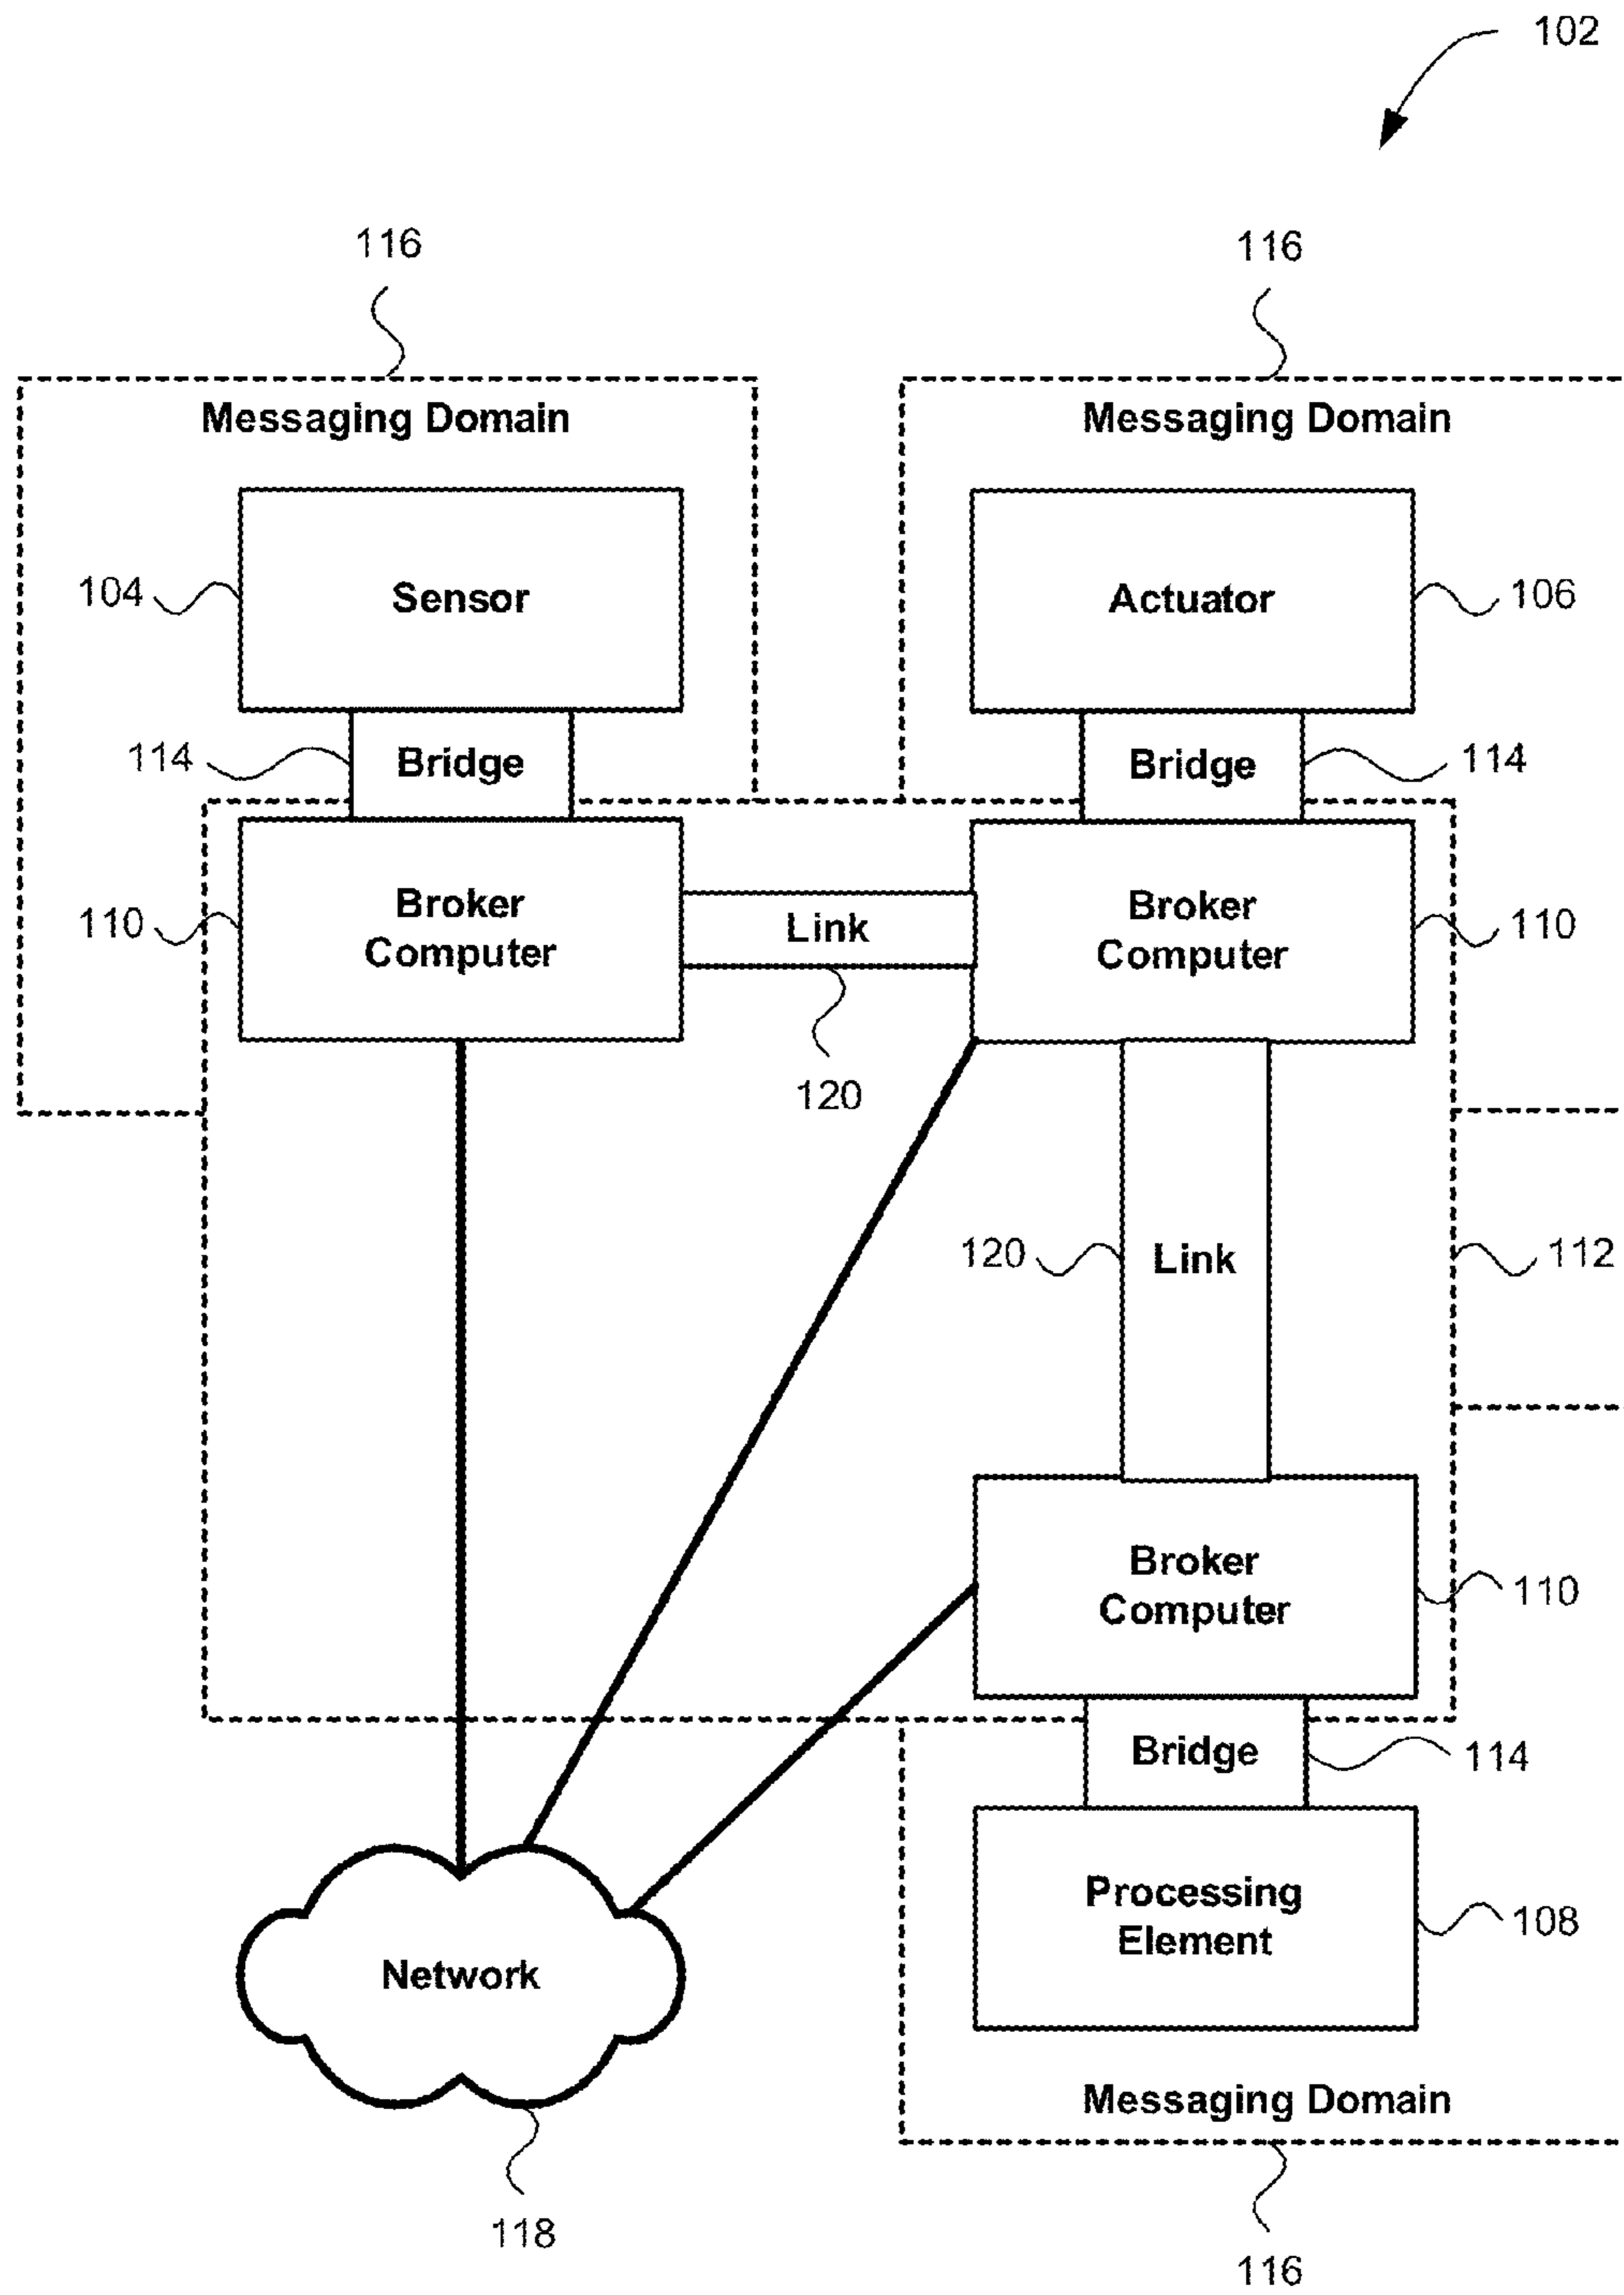 102
116
116
Messaging Domain
Messaging Domain
104
Sensor
Actuator
106
114
Bridge
Bridge
114
110
Broker
Computer
Link
Broker
Computer
110
120
120
Link
112
Broker
Computer
110
Bridge
114
Processing
Element
108
Network
Messaging Domain
118
116